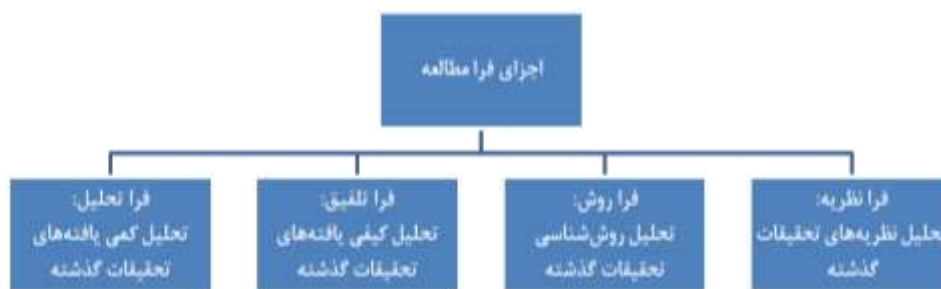 اجزای فرا مطالعه
فرا نظریه:
تحلیل نظریه‌های تحقیقات
گذشته
فرا روش:
تحلیل روش‌شناسی
تحقیقات گذشته
فرا تلفیق:
تحلیل کیفی یافته‌های
تحقیقات گذشته
فرا تحلیل:
تحلیل کمی یافته‌های
تحقیقات گذشته